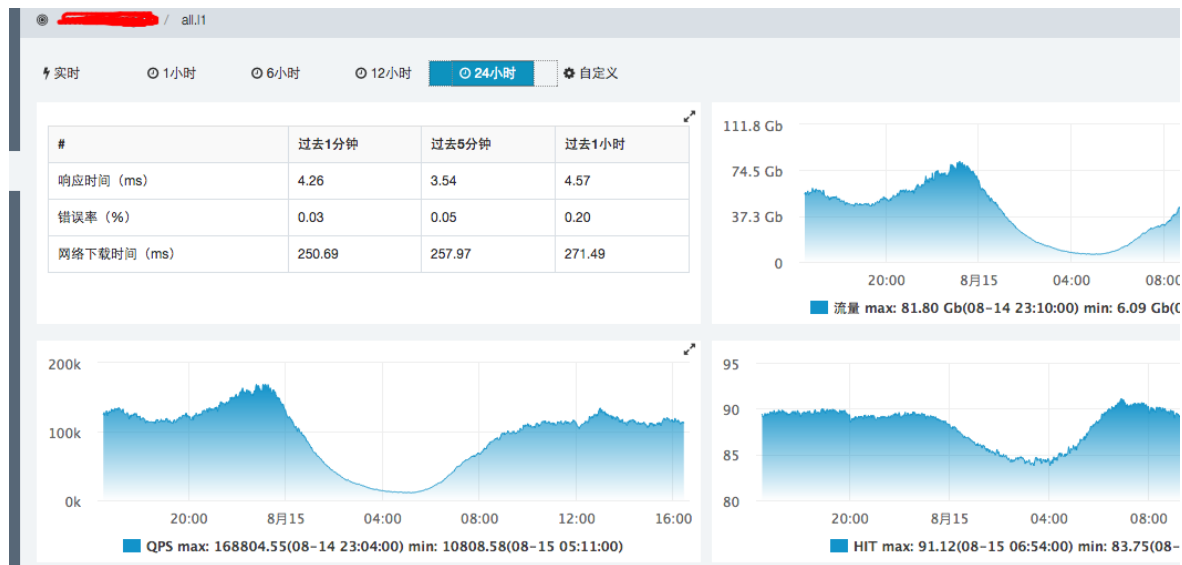 / all.l1
实时 1小时 6小时 12小时 24小时 自定义
# 过去1分钟 过去5分钟 过去1小时
响应时间（ms） 4.26 3.54 4.57
错误率（%） 0.03 0.05 0.20
网络下载时间（ms） 250.69 257.97 271.49
111.8 Gb
74.5 Gb
37.3 Gb
0
20:00 8月15 04:00 08:00
流量 max: 81.80 Gb(08-14 23:10:00) min: 6.09 Gb(0
200k
100k
0k
20:00 8月15 04:00 08:00 12:00 16:00
QPS max: 168804.55(08-14 23:04:00) min: 10808.58(08-15 05:11:00)
95
90
85
80
20:00 8月15 04:00 08:00
HIT max: 91.12(08-15 06:54:00) min: 83.75(08-